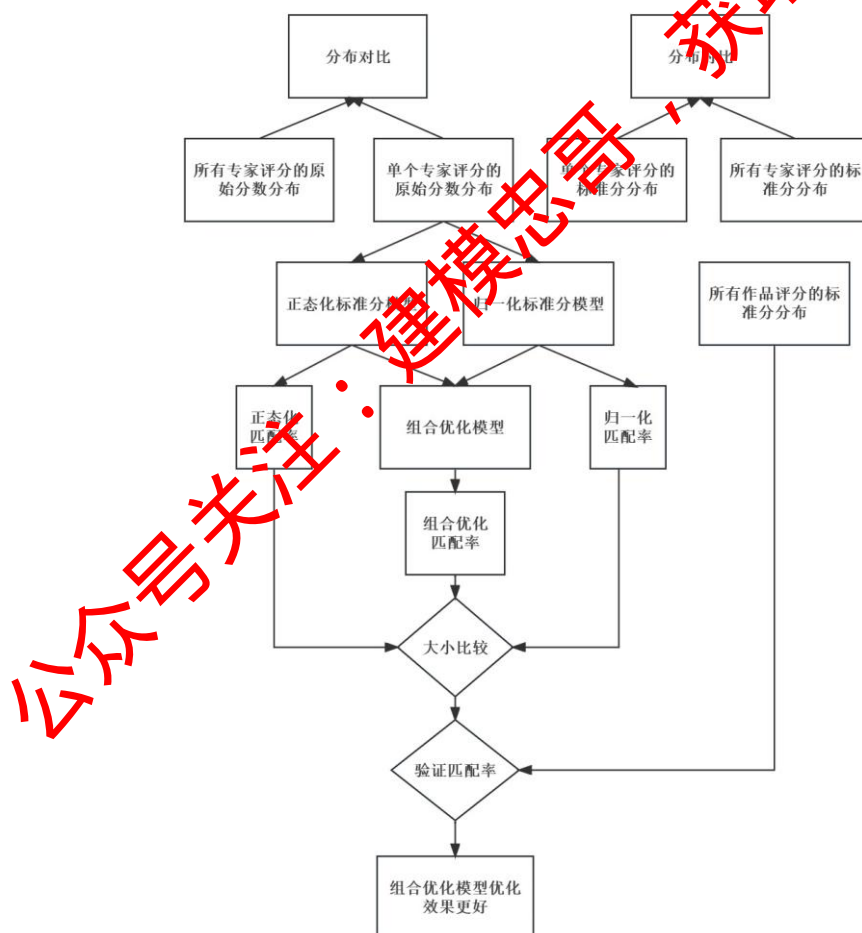 分布对比
分布对比
所有专家评分的原
始分数分布
单个专家评分的
原始分数分布
单个专家评分的
标准分分布
所有专家评分的标
准分分布
正态化标准分模型
归一化标准分模型
所有作品评分的标
准分分布
正态化
匹配率
组合优化模型
归一化
匹配率
组合优化
匹配率
大小比较
验证匹配率
组合优化模型优化
效果更好
公众号关注：建模忠哥，获